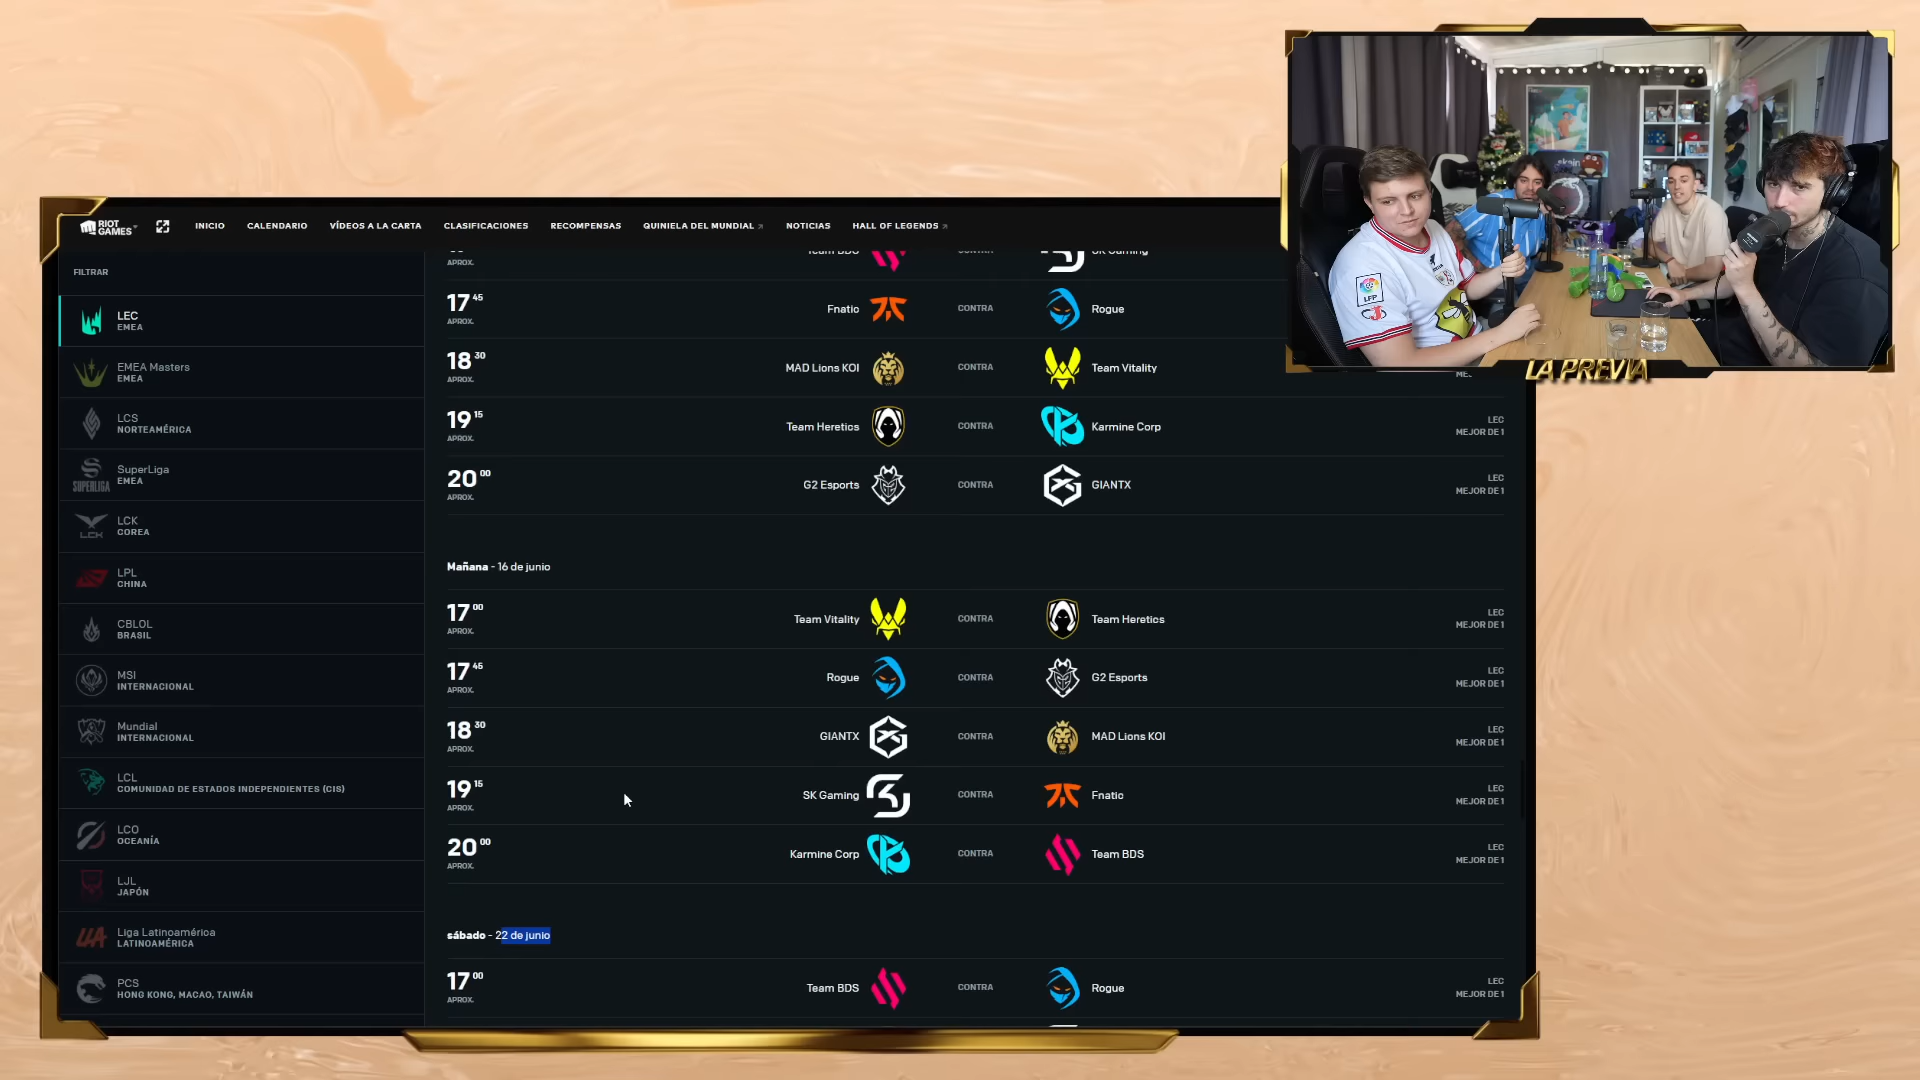 RIOT GAMES
INICIO
CALENDARIO
VÍDEOS A LA CARTA
CLASIFICACIONES
RECOMPENSAS
QUINIELA DEL MUNDIAL
NOTICIAS
HALL OF LEGENDS
LA PREVIA
FILTRAR
LEC
EMEA
EMEA Masters
EMEA
LCS
NORTEAMÉRICA
SuperLiga
EMEA
SUPERLIGA
LCK
COREA
LCK
LPL
CHINA
CBLOL
BRASIL
MSI
INTERNACIONAL
Mundial
INTERNACIONAL
LCL
COMUNIDAD DE ESTADOS INDEPENDIENTES (CIS)
LCO
OCEANÍA
LJL
JAPÓN
Liga Latinoamérica
LATINOAMÉRICA
PCS
HONG KONG, MACAO, TAIWÁN
APROX.
Team BDS
SK Gaming
17 45
APROX.
Fnatic
CONTRA
Rogue
18 30
APROX.
MAD Lions KOI
CONTRA
Team Vitality
19 15
APROX.
Team Heretics
CONTRA
Karmine Corp
LEC
MEJOR DE 1
20 00
APROX.
G2 Esports
CONTRA
GIANTX
LEC
MEJOR DE 1
Mañana - 16 de junio
17 00
APROX.
Team Vitality
CONTRA
Team Heretics
LEC
MEJOR DE 1
17 45
APROX.
Rogue
CONTRA
G2 Esports
LEC
MEJOR DE 1
18 30
APROX.
GIANTX
CONTRA
MAD Lions KOI
LEC
MEJOR DE 1
19 15
APROX.
SK Gaming
CONTRA
Fnatic
LEC
MEJOR DE 1
20 00
APROX.
Karmine Corp
CONTRA
Team BDS
LEC
MEJOR DE 1
sábado - 22 de junio
17 00
APROX.
Team BDS
CONTRA
Rogue
LEC
MEJOR DE 1
LFP